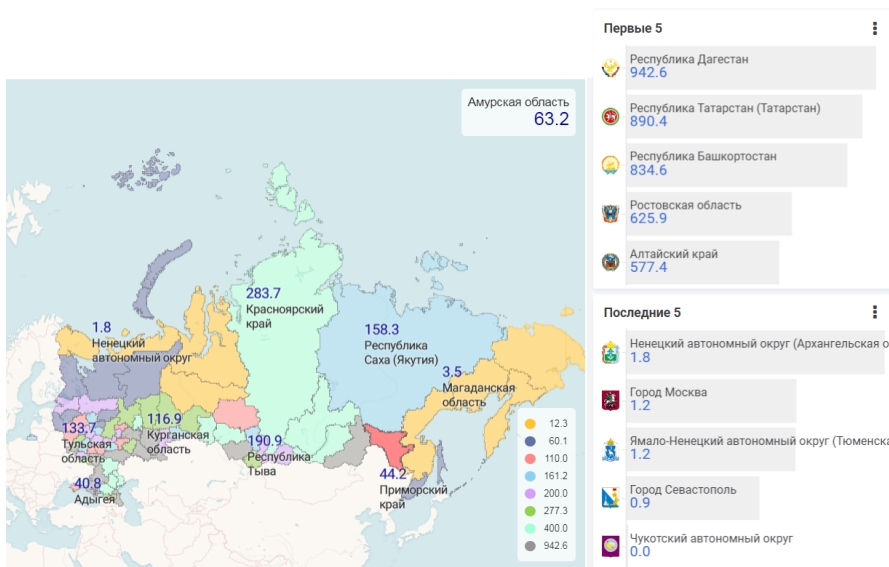 Амурская область
63.2
283.7
Красноярский
край
1.8
Ненецкий
автономный округ
158.3
Республика
Саха (Якутия)
3.5
Магаданская
область
133.7
Тульская
область
116.9
Курганская
область
190.9
Республика
Тыва
44.2
Приморский
край
40.8
Адыгея
12.3
60.1
110.0
161.2
200.0
277.3
400.0
942.6
Первые 5
Республика Дагестан
942.6
Республика Татарстан (Татарстан)
890.4
Республика Башкортостан
834.6
Ростовская область
625.9
Алтайский край
577.4
Последние 5
Ненецкий автономный округ (Архангельская о
1.8
Город Москва
1.2
Ямало-Ненецкий автономный округ (Тюменска
1.2
Город Севастополь
0.9
Чукотский автономный округ
0.0